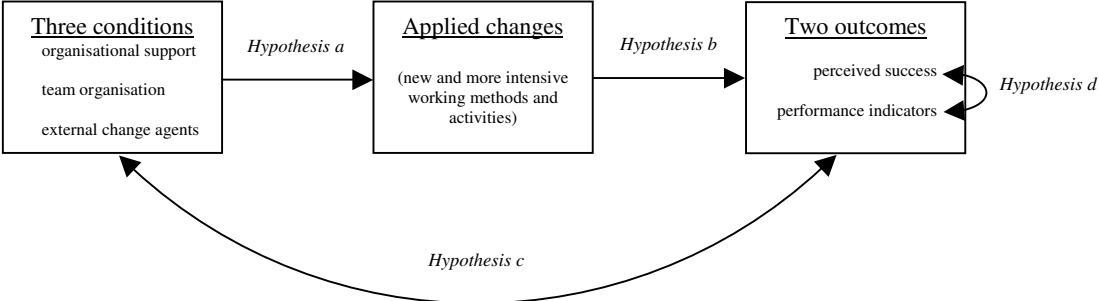 Three conditions
organisational support
team organisation
external change agents
Hypothesis a
Applied changes
(new and more intensive
working methods and
activities)
Hypothesis b
Two outcomes
perceived success
performance indicators
Hypothesis d
Hypothesis c